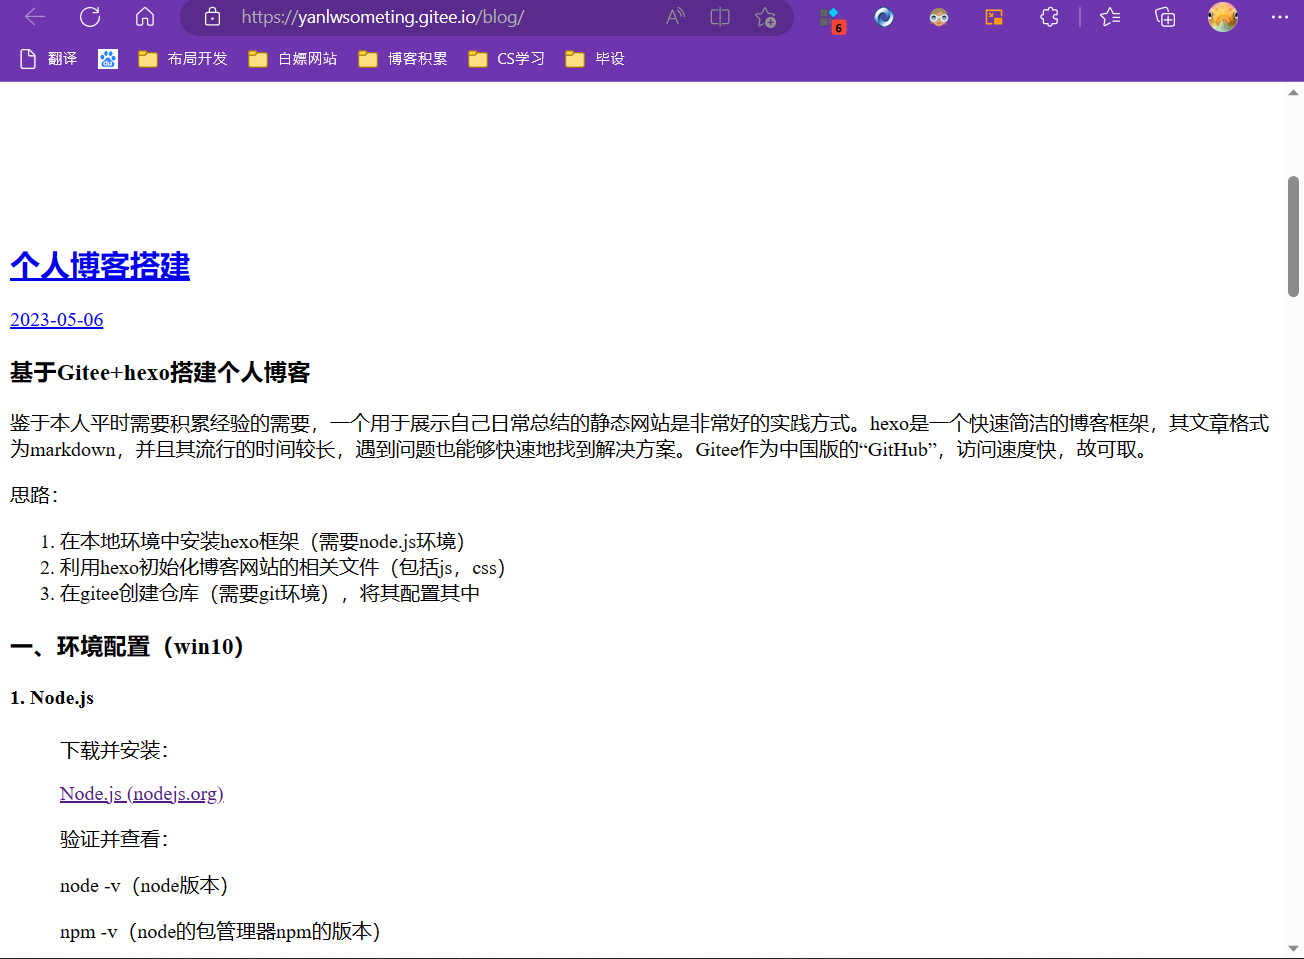 https://yanlwsometing.gitee.io/blog/
6
翻译 布局开发 白嫖网站 博客积累 CS学习 毕设
个人博客搭建
2023-05-06
基于Gitee+hexo搭建个人博客
鉴于本人平时需要积累经验的需要，一个用于展示自己日常总结的静态网站是非常好的实践方式。hexo是一个快速简洁的博客框架，其文章格式
为markdown，并且其流行的时间较长，遇到问题也能够快速地找到解决方案。Gitee作为中国版的“GitHub”，访问速度快，故可取。
思路：
1. 在本地环境中安装hexo框架（需要node.js环境）
2. 利用hexo初始化博客网站的相关文件（包括js，css）
3. 在gitee创建仓库（需要git环境），将其配置其中
一、环境配置（win10）
1. Node.js
下载并安装：
Node.js (nodejs.org)
验证并查看：
node -v（node版本）
npm -v（node的包管理器npm的版本）